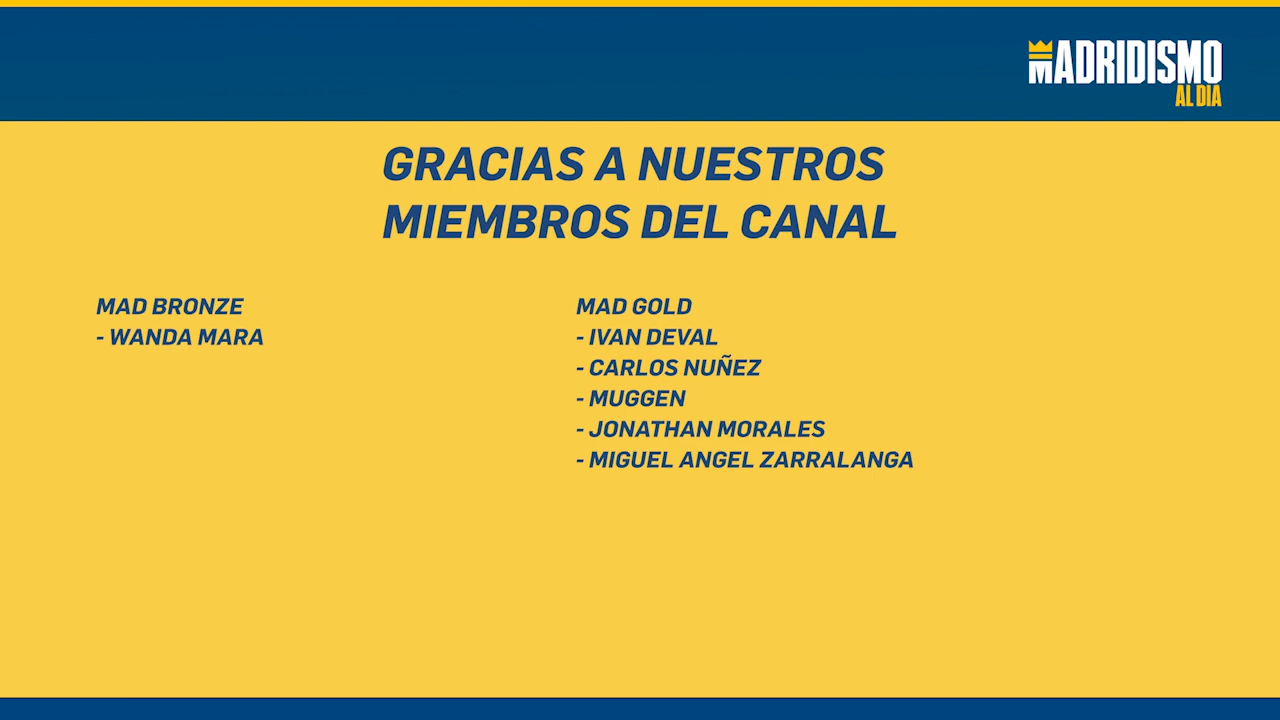 MADRIDISMO
AL DIA
GRACIAS A NUESTROS
MIEMBROS DEL CANAL
MAD BRONZE
- WANDA MARA
MAD GOLD
- IVAN DEVAL
- CARLOS NUÑEZ
- MUGGEN
- JONATHAN MORALES
- MIGUEL ANGEL ZARRALANGA